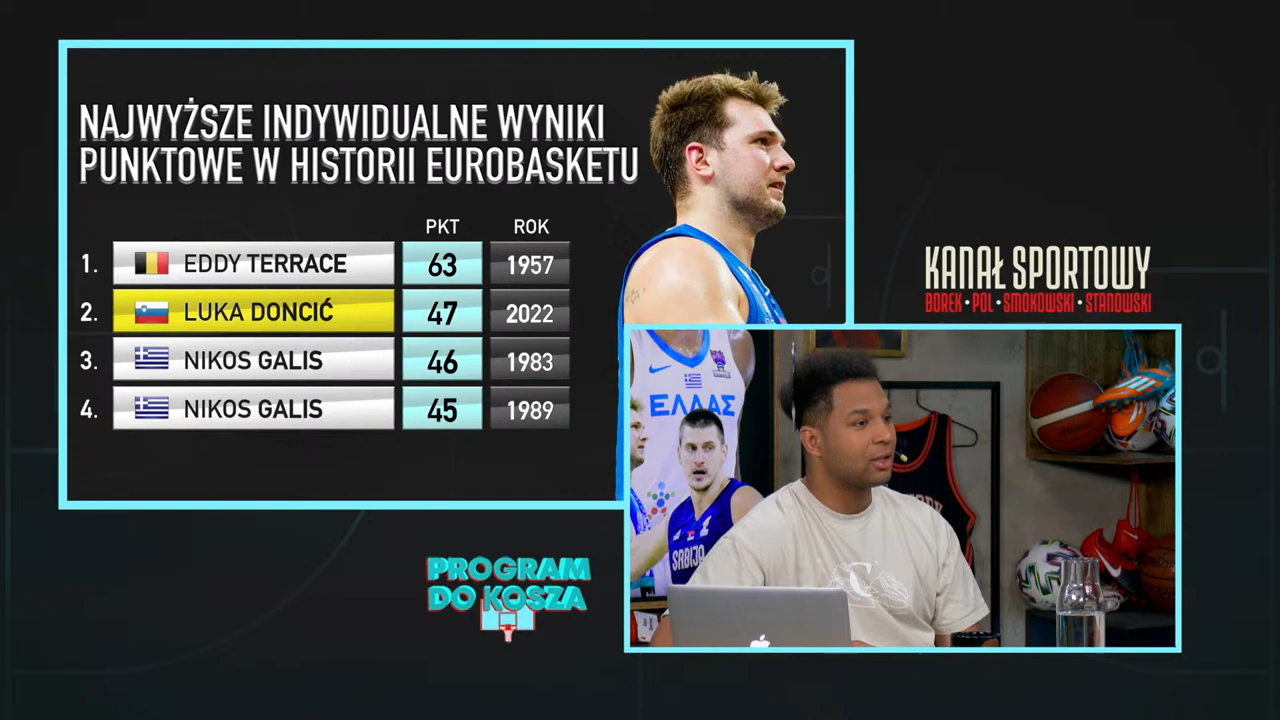 NAJWYŻSZE INDYWIDUALNE WYNIKI
PUNKTOWE W HISTORII EUROBASKETU
PKT ROK
1. EDDY TERRACE 63 1957
2. LUKA DONCIĆ 47 2022
3. NIKOS GALIS 46 1983
4. NIKOS GALIS 45 1989
KANAŁ SPORTOWY
BOREK • POL • SMOKOWSKI • STANOWSKI
ΕΛΛΑΣ
SRBIJA
PROGRAM
DO KOSZA